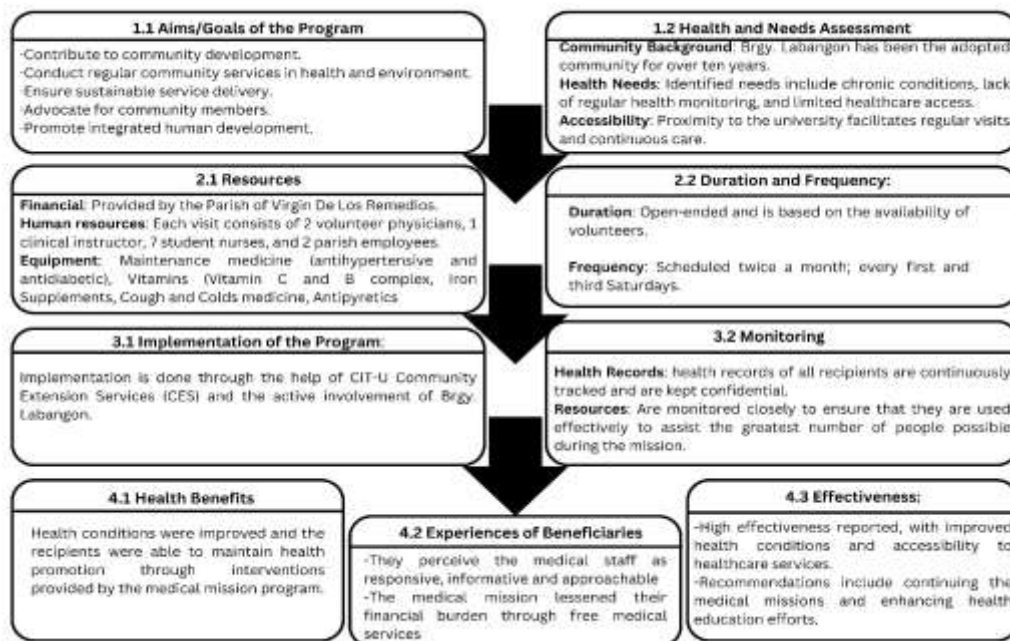 1.1 Aims/Goals of the Program
-Contribute to community development.
-Conduct regular community services in health and environment.
-Ensure sustainable service delivery.
-Advocate for community members.
-Promote integrated human development.
1.2 Health and Needs Assessment
Community Background: Brgy. Labangon has been the adopted
community for over ten years.
Health Needs: Identified needs include chronic conditions, lack
of regular health monitoring, and limited healthcare access.
Accessibility: Proximity to the university facilitates regular visits
and continuous care.
2.1 Resources
Financial: Provided by the Parish of Virgin De Los Remedios.
Human resources: Each visit consists of 2 volunteer physicians, 1
clinical instructor, 7 student nurses, and 2 parish employees.
Equipment: Maintenance medicine (antihypertensive and
antidiabetic), Vitamins (Vitamin C and B complex, Iron
Supplements, Cough and Colds medicine, Antipyretics
2.2 Duration and Frequency:
Duration: Open-ended and is based on the availability of
volunteers.
Frequency: Scheduled twice a month; every first and
third Saturdays.
3.1 Implementation of the Program:
Implementation is done through the help of CIT-U Community
Extension Services (CES) and the active involvement of Brgy.
Labangon.
3.2 Monitoring
Health Records: health records of all recipients are continuously
tracked and are kept confidential.
Resources: Are monitored closely to ensure that they are used
effectively to assist the greatest number of people possible
during the mission.
4.1 Health Benefits
Health conditions were improved and the
recipients were able to maintain health
promotion through interventions
provided by the medical mission program.
4.2 Experiences of Beneficiaries
-They perceive the medical staff as
responsive, informative and approachable
-The medical mission lessened their
financial burden through free medical
services
4.3 Effectiveness:
-High effectiveness reported, with improved
health conditions and accessibility to
healthcare services.
-Recommendations include continuing the
medical missions and enhancing health
education efforts.